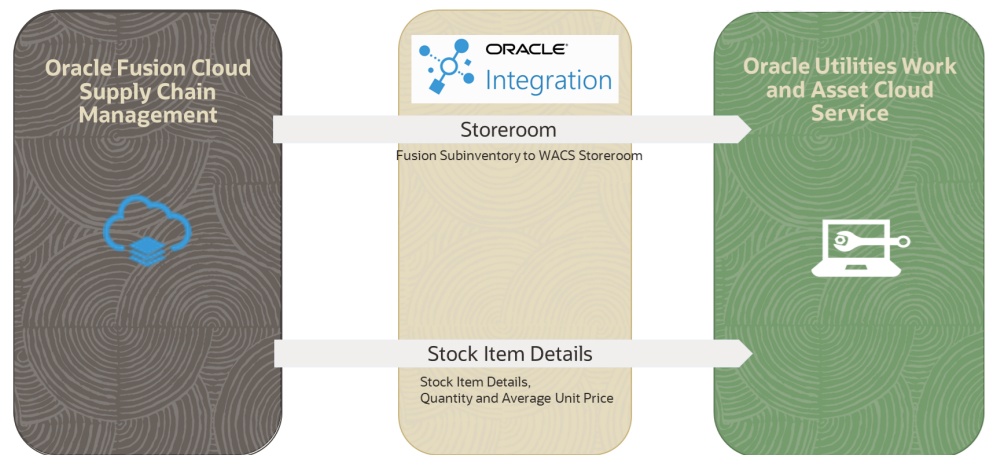 Oracle Fusion Cloud
Supply Chain
Management
ORACLE®
Integration
Oracle Utilities Work
and Asset Cloud
Service
Storeroom
Fusion Subinventory to WACS Storeroom
Stock Item Details
Stock Item Details,
Quantity and Average Unit Price